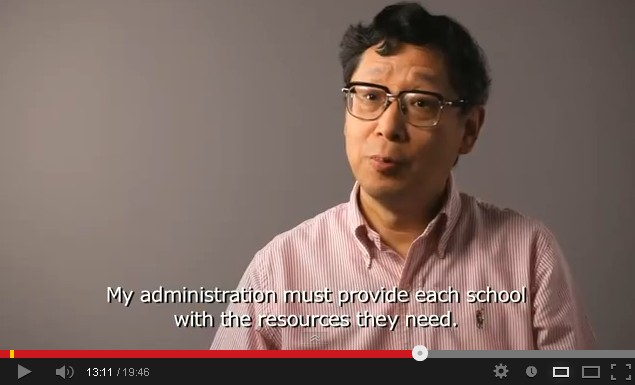 My administration must provide each school
with the resources they need.
13:11 / 19:46